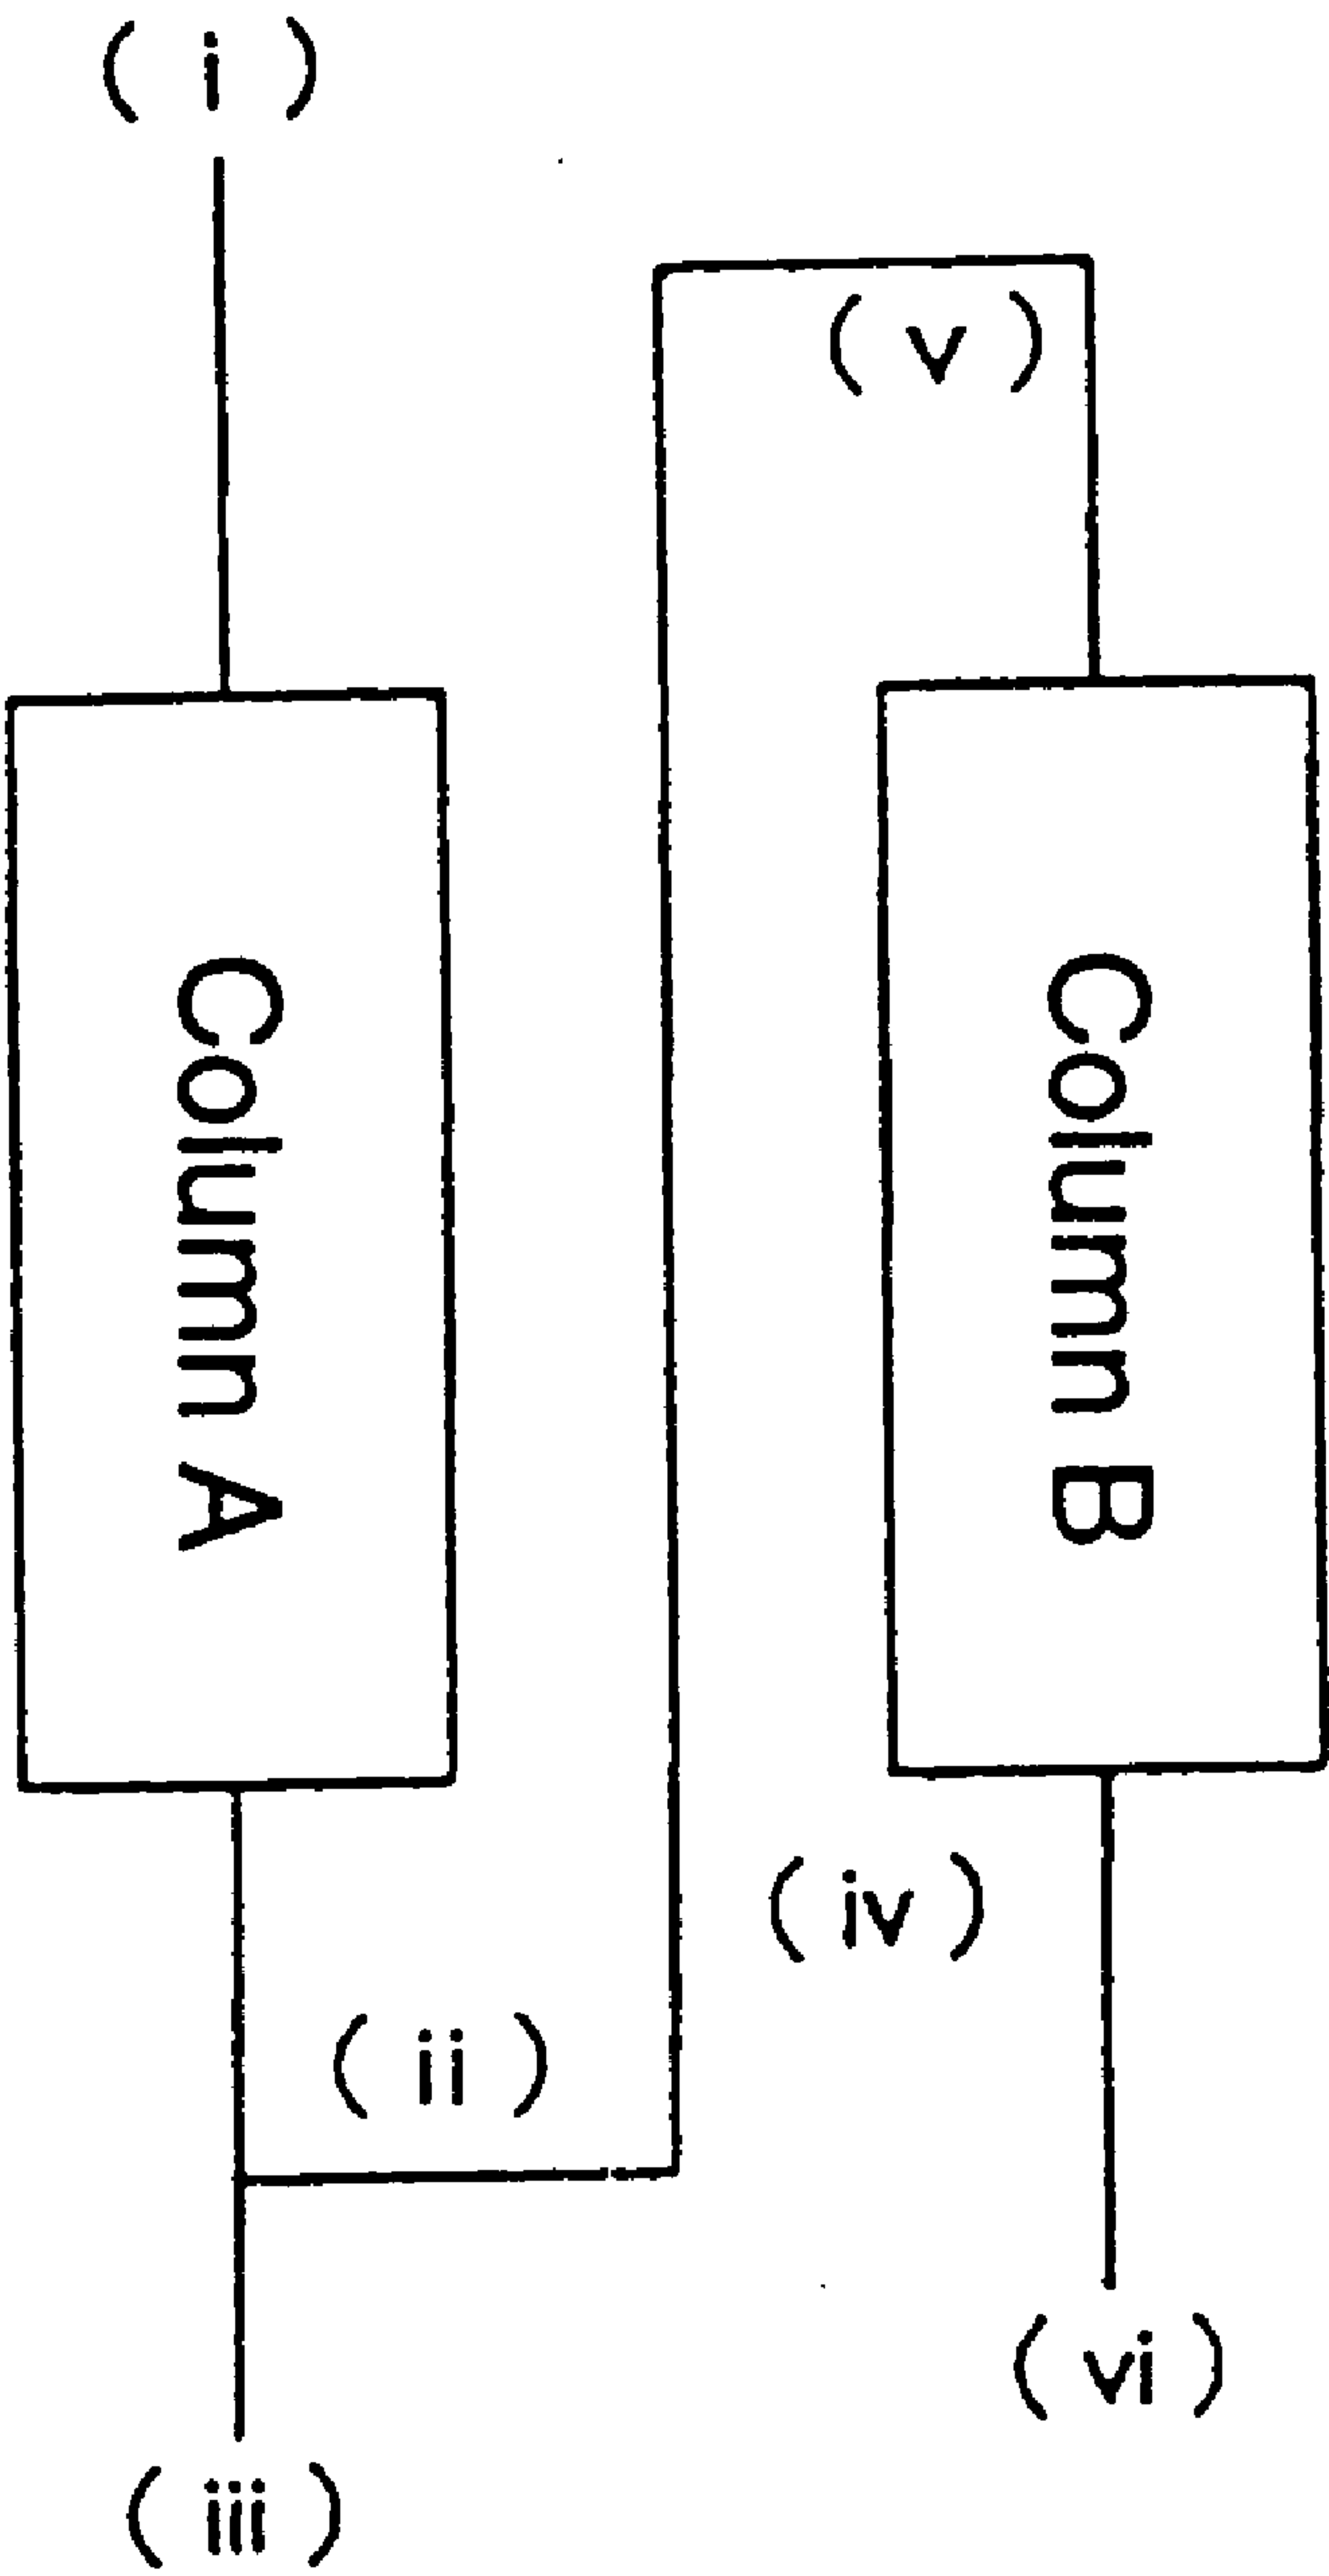 ( i )
( v )
Column A
Column B
( iv )
( ii )
( vi )
( iii )